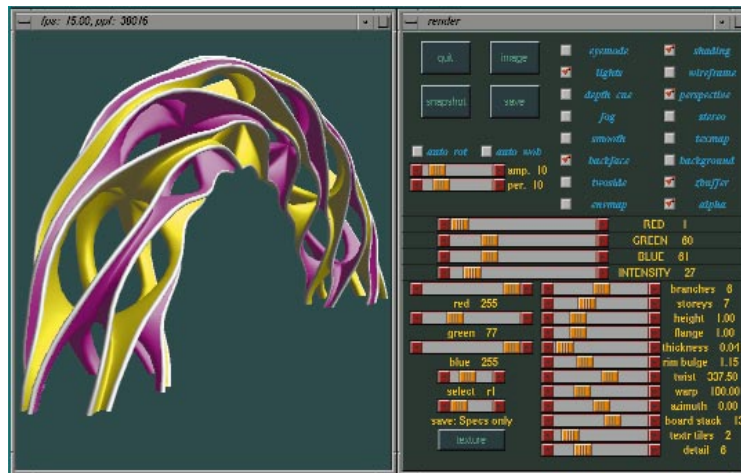 fps: 15.00, ppf: 30016
render
quit
image
snapshot
save
eyemode
shading
lights
wireframe
depth cue
perspective
fog
stereo
smooth
texmap
backface
background
twoside
zbuffer
envmap
alpha
auto rot
auto wob
amp. 10
per. 10
RED 1
GREEN 60
BLUE 61
INTENSITY 27
red 255
green 77
blue 255
select r1
save: Specs only
texture
branches 6
storeys 7
height 1.00
flange 1.00
thickness 0.04
rim bulge 1.15
twist 337.50
warp 100.00
azimuth 0.00
board stack
textr tiles 2
detail 6